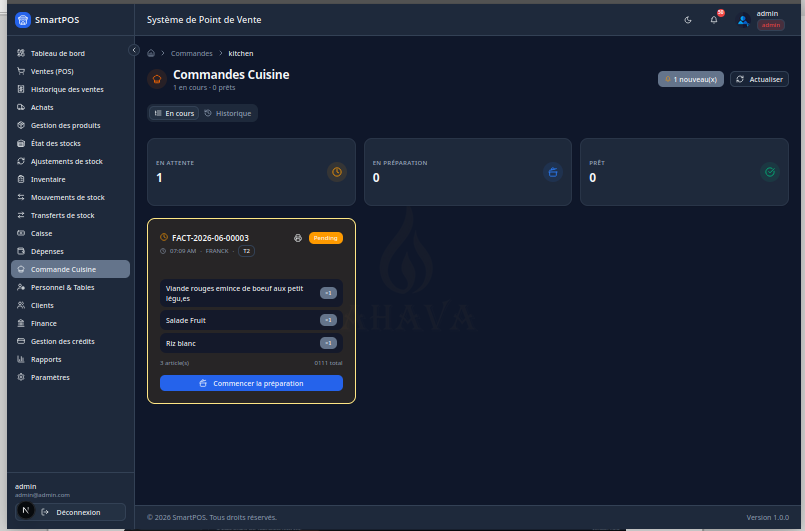 SmartPOS
Système de Point de Vente
admin
admin
Tableau de bord
Ventes (POS)
Historique des ventes
Achats
Gestion des produits
État des stocks
Ajustements de stock
Inventaire
Mouvements de stock
Transferts de stock
Caisse
Dépenses
Commande Cuisine
Personnel & Tables
Clients
Finance
Gestion des crédits
Rapports
Paramètres
admin
admin@admin.com
N
Déconnexion
Commandes
kitchen
Commandes Cuisine
1 en cours · 0 prêts
1 nouveau(x)
Actualiser
En cours
Historique
EN ATTENTE
1
EN PRÉPARATION
0
PRÊT
0
FACT-2026-06-00003
Pending
07:09 AM · FRANCK · T2
Viande rouges emince de boeuf aux petit
légu,es
×1
Salade Fruit
×1
Riz blanc
×1
3 article(s)
0111 total
Commencer la préparation
© 2026 SmartPOS. Tous droits réservés.
Version 1.0.0